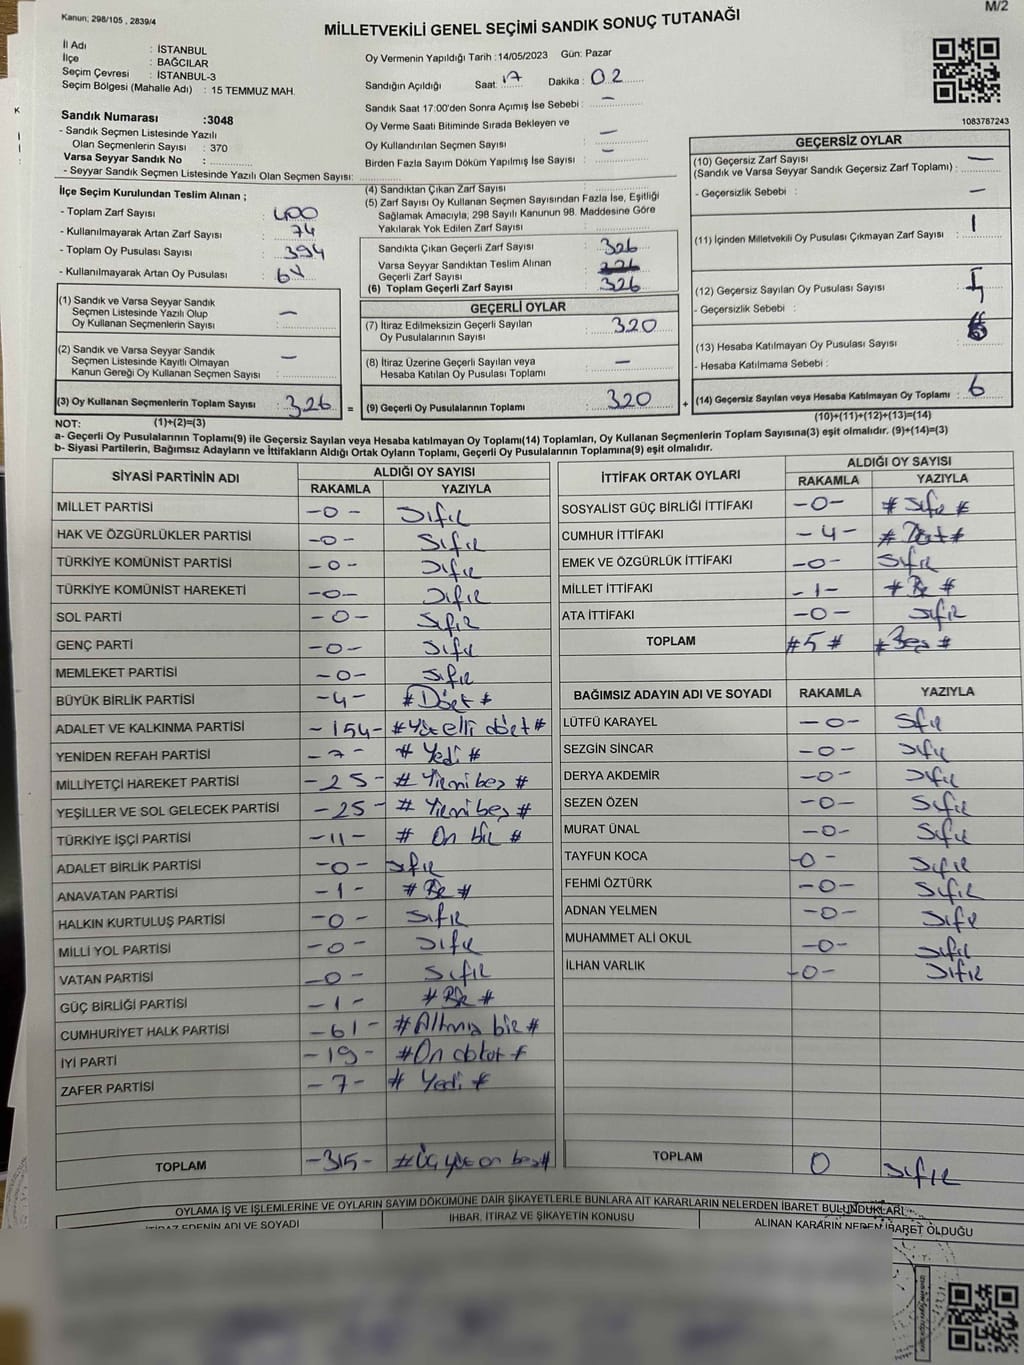 Kanun; 298/105 , 2839/4
M/2
MİLLETVEKİLİ GENEL SEÇİMİ SANDIK SONUÇ TUTANAĞI
İl Adı : İSTANBUL
İlçe : BAĞCILAR
Seçim Çevresi : İSTANBUL-3
Seçim Bölgesi (Mahalle Adı) : 15 TEMMUZ MAH.
Oy Vermenin Yapıldığı Tarih : 14/05/2023 Gün: Pazar
Sandığın Açıldığı Saat: 17 Dakika : 02
Sandık Saat 17:00'den Sonra Açımış İse Sebebi : —
Oy Verme Saati Bitiminde Sırada Bekleyen ve
Oy Kullandırılan Seçmen Sayısı : —
Birden Fazla Sayım Döküm Yapılmış İse Sayısı : —
1083787243
Sandık Numarası :3048
- Sandık Seçmen Listesinde Yazılı
Olan Seçmenlerin Sayısı : 370
Varsa Seyyar Sandık No :
- Seyyar Sandık Seçmen Listesinde Yazılı Olan Seçmen Sayısı:
İlçe Seçim Kurulundan Teslim Alınan ;
- Toplam Zarf Sayısı : 400
- Kullanılmayarak Artan Zarf Sayısı : 74
- Toplam Oy Pusulası Sayısı : 394
- Kullanılmayarak Artan Oy Pusulası :
(1) Sandık ve Varsa Seyyar Sandık
Seçmen Listesinde Yazılı Olup
Oy Kullanan Seçmenlerin Sayısı : —
(2) Sandık ve Varsa Seyyar Sandık
Seçmen Listesinde Kayıtlı Olmayan
Kanun Gereği Oy Kullanan Seçmen Sayısı : —
(3) Oy Kullanan Seçmenlerin Toplam Sayısı : 326 =
(1)+(2)=(3)
(4) Sandıktan Çıkan Zarf Sayısı :
(5) Zarf Sayısı Oy Kullanan Seçmen Sayısından Fazla İse, Eşitliği
Sağlamak Amacıyla, 298 Sayılı Kanunun 98. Maddesine Göre
Yakılarak Yok Edilen Zarf Sayısı :
Sandıkta Çıkan Geçerli Zarf Sayısı : 326
Varsa Seyyar Sandıktan Teslim Alınan
Geçerli Zarf Sayısı :
(6) Toplam Geçerli Zarf Sayısı : 326
GEÇERLİ OYLAR
(7) İtiraz Edilmeksizin Geçerli Sayılan
Oy Pusulalarının Sayısı : 320
(8) İtiraz Üzerine Geçerli Sayılan veya
Hesaba Katılan Oy Pusulası Toplamı : —
(9) Geçerli Oy Pusulalarının Toplamı : 320 +
GEÇERSİZ OYLAR
(10) Geçersiz Zarf Sayısı
(Sandık ve Varsa Seyyar Sandık Geçersiz Zarf Toplamı) : —
- Geçersizlik Sebebi : —
(11) İçinden Milletvekili Oy Pusulası Çıkmayan Zarf Sayısı : 1
(12) Geçersiz Sayılan Oy Pusulası Sayısı :
- Geçersizlik Sebebi :
(13) Hesaba Katılmayan Oy Pusulası Sayısı :
- Hesaba Katılmama Sebebi :
(14) Geçersiz Sayılan veya Hesaba Katılmayan Oy Toplamı : 6
(10)+(11)+(12)+(13)=(14)
NOT:
a- Geçerli Oy Pusulalarının Toplamı(9) ile Geçersiz Sayılan veya Hesaba katılmayan Oy Toplamı(14) Toplamları, Oy Kullanan Seçmenlerin Toplam Sayısına(3) eşit olmalıdır. (9)+(14)=(3)
b- Siyasi Partilerin, Bağımsız Adayların ve İttifakların Aldığı Ortak Oyların Toplamı, Geçerli Oy Pusulalarının Toplamına(9) eşit olmalıdır.
SİYASİ PARTİNİN ADI ALDIĞI OY SAYISI
RAKAMLA YAZIYLA
MİLLET PARTİSİ -0- Sıfır
HAK VE ÖZGÜRLÜKLER PARTİSİ -0- Sıfır
TÜRKİYE KOMÜNİST PARTİSİ -0- Sıfır
TÜRKİYE KOMÜNİST HAREKETİ -0- Sıfır
SOL PARTİ -0- Sıfır
GENÇ PARTİ -0- Sıfır
MEMLEKET PARTİSİ -0- Sıfır
BÜYÜK BİRLİK PARTİSİ -4- # Dört #
ADALET VE KALKINMA PARTİSİ -154- # Yüz elli dört #
YENİDEN REFAH PARTİSİ -7- # Yedi #
MİLLİYETÇİ HAREKET PARTİSİ -25- # Yirmi beş #
YEŞİLLER VE SOL GELECEK PARTİSİ -25- # Yirmi beş #
TÜRKİYE İŞÇİ PARTİSİ -11- # On bir #
ADALET BİRLİK PARTİSİ -0- Sıfır
ANAVATAN PARTİSİ -1- # Bir #
HALKIN KURTULUŞ PARTİSİ -0- Sıfır
MİLLİ YOL PARTİSİ -0- Sıfır
VATAN PARTİSİ -0- Sıfır
GÜÇ BİRLİĞİ PARTİSİ -1- # Bir #
CUMHURİYET HALK PARTİSİ -61- # Altmış bir #
İYİ PARTİ -19- # On dokuz #
ZAFER PARTİSİ -7- # Yedi #
TOPLAM -315- # Üç yüz on beş #
İTTİFAK ORTAK OYLARI ALDIĞI OY SAYISI
RAKAMLA YAZIYLA
SOSYALİST GÜÇ BİRLİĞİ İTTİFAKI -0- # Sıfır #
CUMHUR İTTİFAKI -4- # Dört #
EMEK VE ÖZGÜRLÜK İTTİFAKI -0- Sıfır
MİLLET İTTİFAKI -1- # Bir #
ATA İTTİFAKI -0- Sıfır
TOPLAM # 5 # # Beş #
BAĞIMSIZ ADAYIN ADI VE SOYADI RAKAMLA YAZIYLA
LÜTFÜ KARAYEL -0- Sıfır
SEZGİN SİNCAR -0- Sıfır
DERYA AKDEMİR -0- Sıfır
SEZEN ÖZEN -0- Sıfır
MURAT ÜNAL -0- Sıfır
TAYFUN KOCA -0- Sıfır
FEHMİ ÖZTÜRK -0- Sıfır
ADNAN YELMEN -0- Sıfır
MUHAMMET ALİ OKUL -0- Sıfır
İLHAN VARLIK -0- Sıfır
TOPLAM 0 Sıfır
OYLAMA İŞ VE İŞLEMLERİNE VE OYLARIN SAYIM DÖKÜMÜNE DAİR ŞİKAYETLERLE BUNLARA AİT KARARLARIN NELERDEN İBARET BULUNDUKLARI
İTİRAZ EDENİN ADI VE SOYADI İHBAR, İTİRAZ VE ŞİKAYETİN KONUSU ALINAN KARARIN NEDEN İBARET OLDUĞU